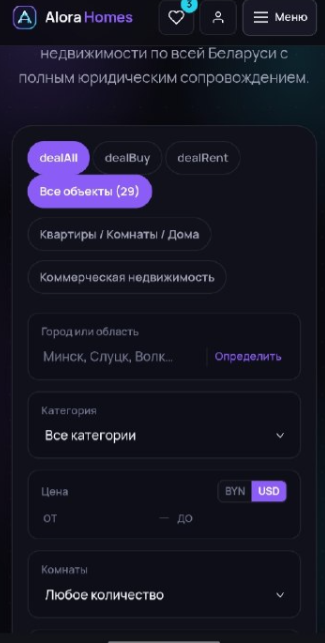 Alora Homes
3
Меню
недвижимости по всей Беларуси с
полным юридическим сопровождением.
dealAll dealBuy dealRent
Все объекты (29)
Квартиры / Комнаты / Дома
Коммерческая недвижимость
Город или область
Минск, Слуцк, Волк... Определить
Категория
Все категории
Цена BYN USD
от — до
Комнаты
Любое количество